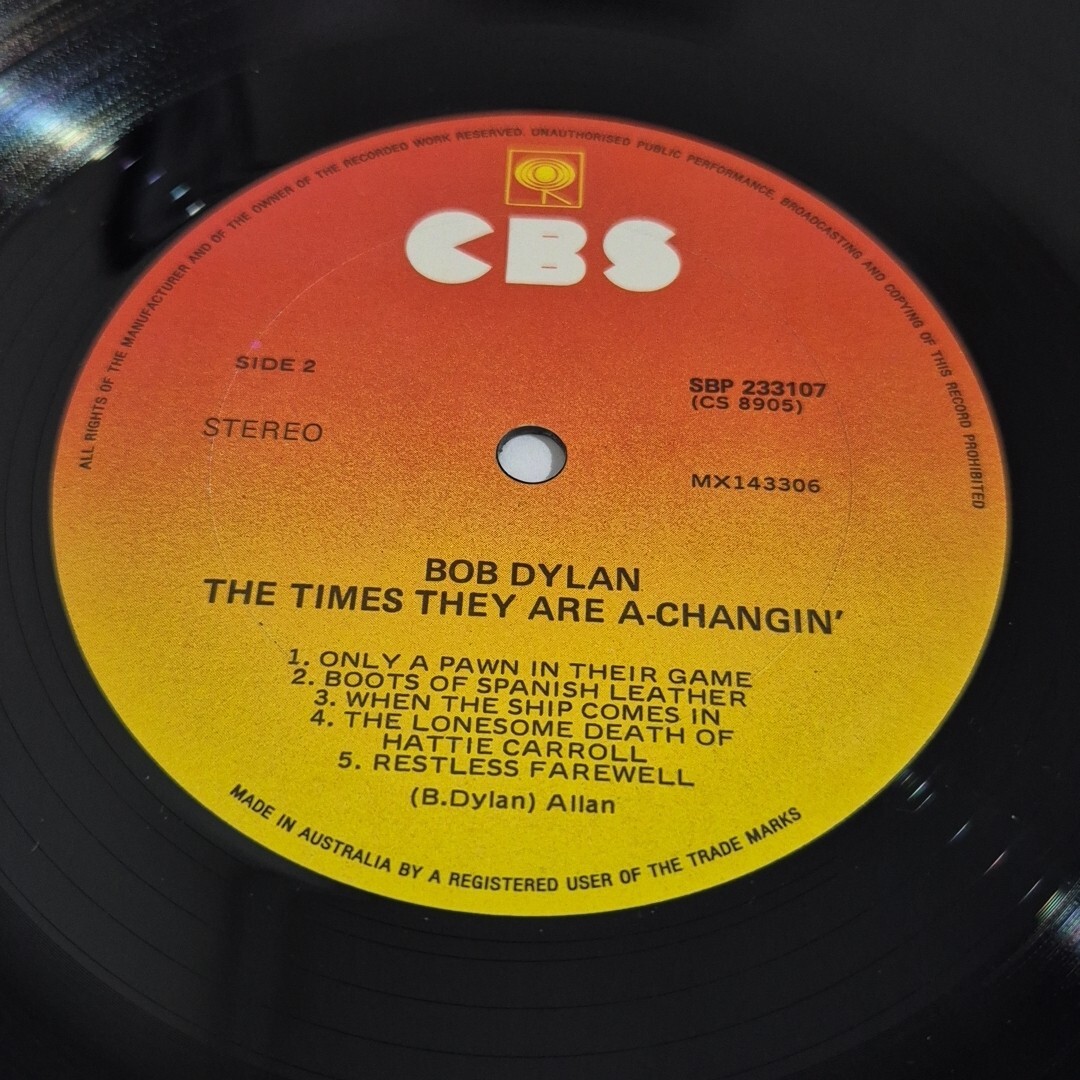 ALL RIGHTS OF THE MANUFACTURER AND OF THE OWNER OF THE RECORDED WORK RESERVED. UNAUTHORISED PUBLIC PERFORMANCE, BROADCASTING AND COPYING OF THIS RECORD PROHIBITED
CBS
SIDE 2
SBP 233107
(CS 8905)
STEREO
MX143306
BOB DYLAN
THE TIMES THEY ARE A-CHANGIN'
1. ONLY A PAWN IN THEIR GAME
2. BOOTS OF SPANISH LEATHER
3. WHEN THE SHIP COMES IN
4. THE LONESOME DEATH OF
HATTIE CARROLL
5. RESTLESS FAREWELL
(B.Dylan) Allan
MADE IN AUSTRALIA BY A REGISTERED USER OF THE TRADE MARKS